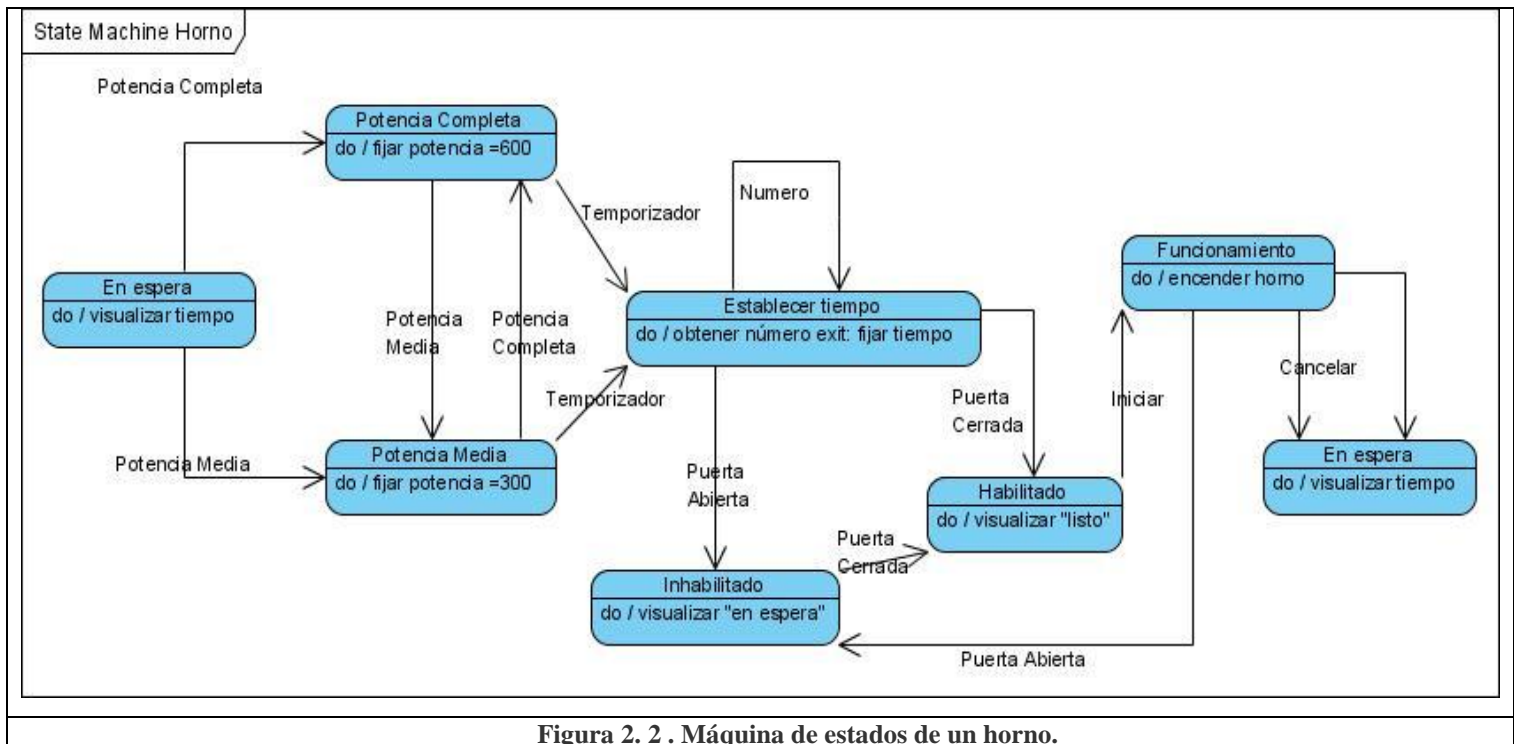 State Machine Horno
Potencia Completa
Potencia Completa
do / fijar potencia =600
Numero
Temporizador
Funcionamiento
do / encender horno
En espera
do / visualizar tiempo
Establecer tiempo
do / obtener número exit: fijar tiempo
Potencia
Media
Potencia
Completa
Cancelar
Temporizador
Puerta
Cerrada
Iniciar
Potencia Media
Potencia Media
do / fijar potencia =300
En espera
do / visualizar tiempo
Puerta
Abierta
Habilitado
do / visualizar "listo"
Puerta
Cerrada
Inhabilitado
do / visualizar "en espera"
Puerta Abierta
Figura 2. 2 . Máquina de estados de un horno.